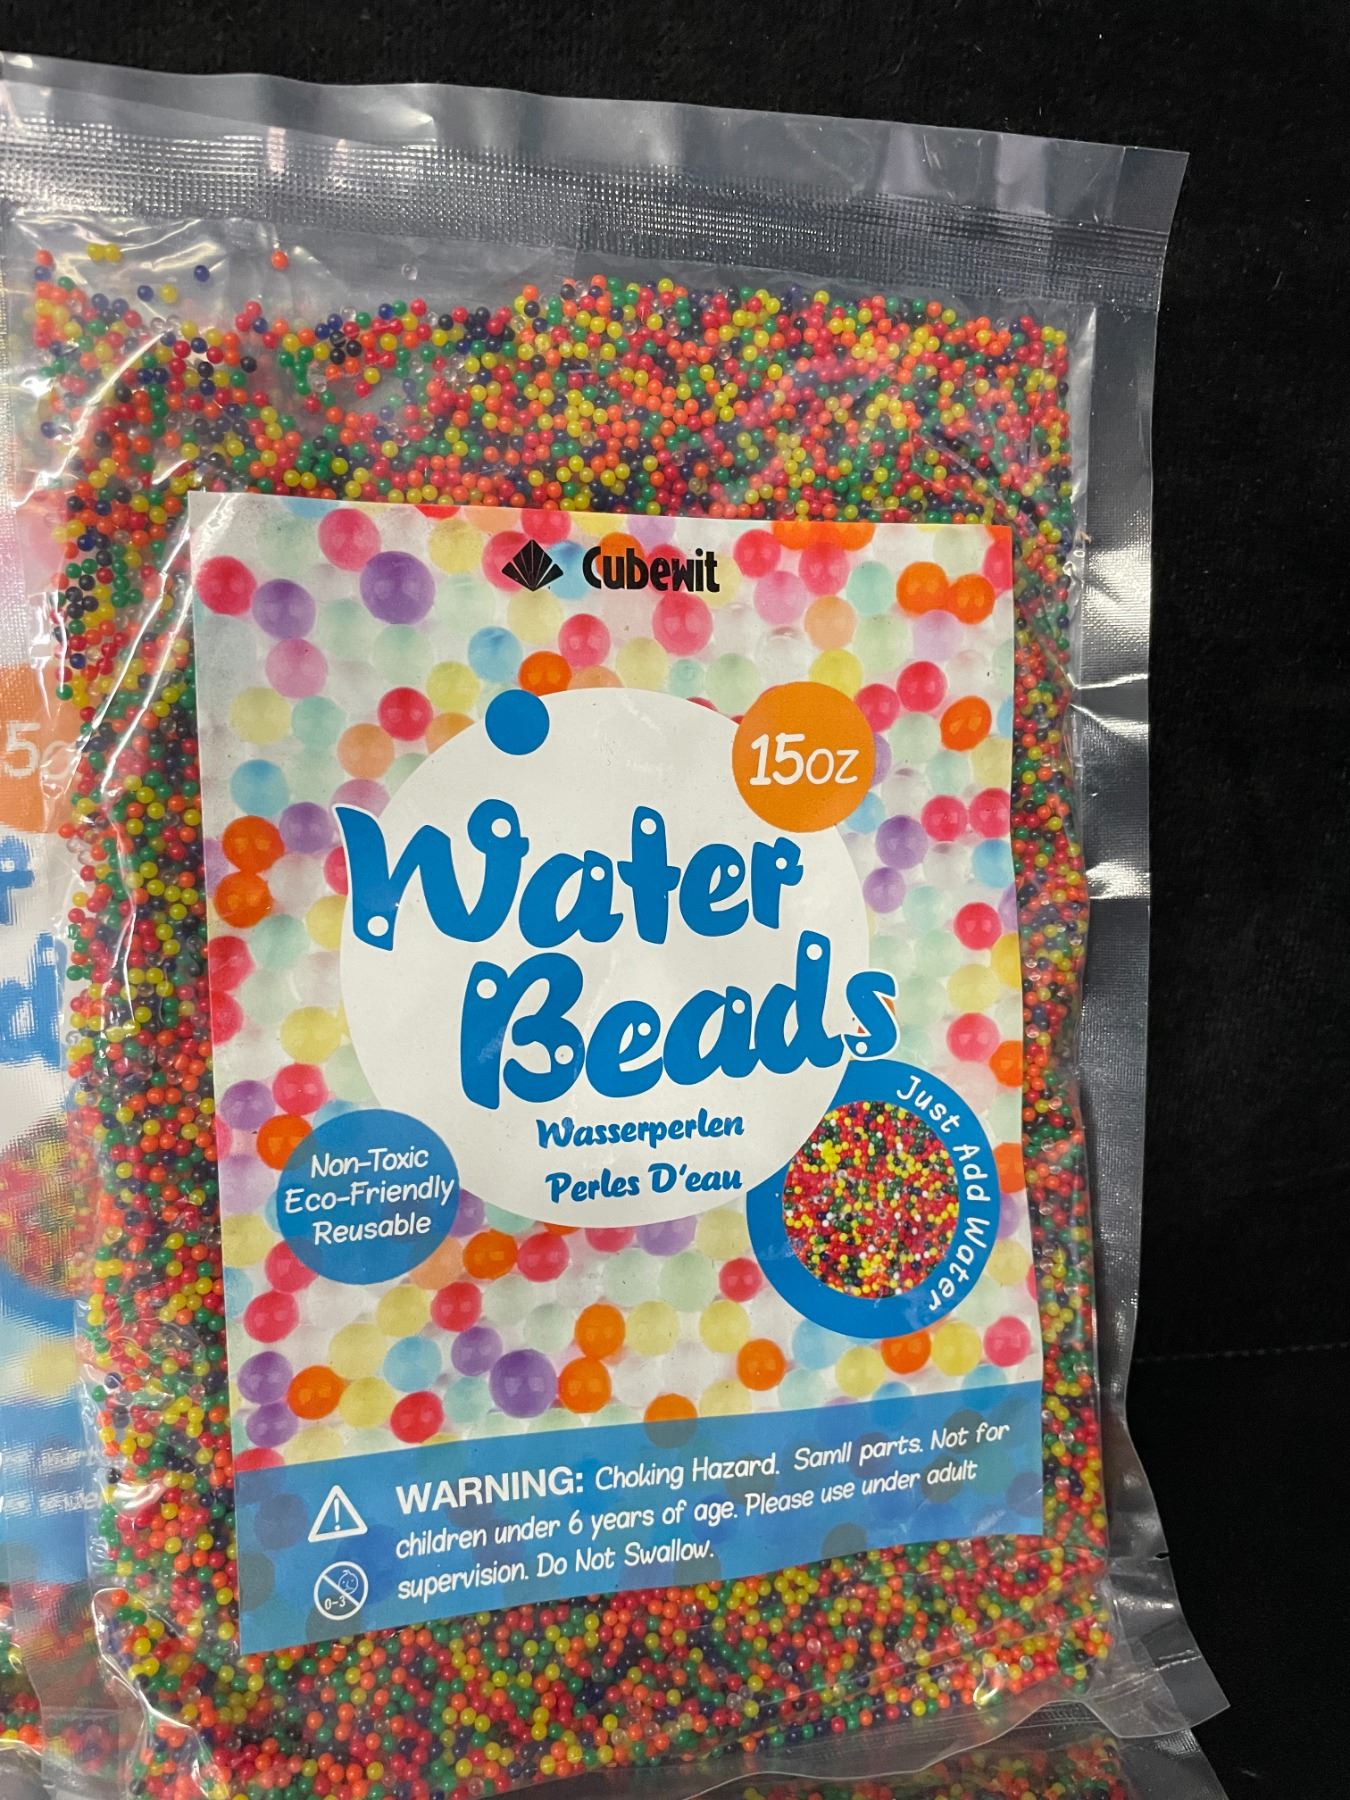 Cubewit
15oz
Water
Beads
Wasserperlen
Perles D'eau
Non-Toxic
Eco-Friendly
Reusable
Just Add Water
WARNING: Choking Hazard. Samll parts. Not for
children under 6 years of age. Please use under adult
supervision. Do Not Swallow.
0-3